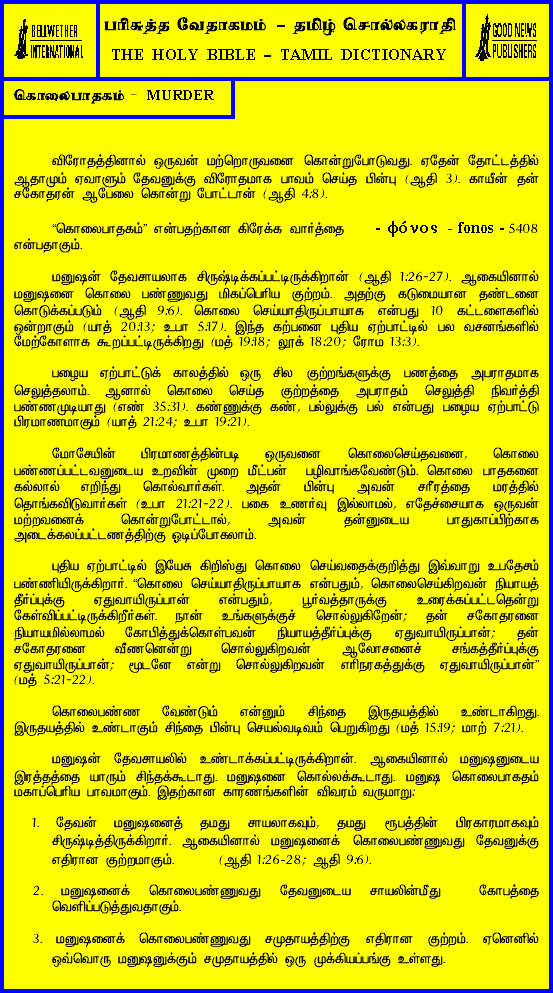 BELLWETHER
INTERNATIONAL
பரிசுத்த வேதாகமம் - தமிழ் சொல்லகராதி
THE HOLY BIBLE - TAMIL DICTIONARY
GOOD NEWS
PUBLISHERS
கொலைபாதகம் - MURDER
விரோதத்தினால் ஒருவன் மற்றொருவனை கொன்றுபோடுவது. ஏதேன் தோட்டத்தில்
ஆதாமும் ஏவாளும் தேவனுக்கு விரோதமாக பாவம் செய்த பின்பு (ஆதி 3). காயீன் தன்
சகோதரன் ஆபேலை கொன்று போட்டான் (ஆதி 4:8).
"கொலைபாதகம்" என்பதற்கான கிரேக்க வார்த்தை - φόνος - fonos - 5408
என்பதாகும்.
மனுஷன் தேவசாயலாக சிருஷ்டிக்கப்பட்டிருக்கிறான் (ஆதி 1:26-27). ஆகையினால்
மனுஷனை கொலை பண்ணுவது மிகப்பெரிய குற்றம். அதற்கு கடுமையான தண்டனை
கொடுக்கப்படும் (ஆதி 9:6). கொலை செய்யாதிருப்பாயாக என்பது 10 கட்டளைகளில்
ஒன்றாகும் (யாத் 20:13; உபா 5:17). இந்த கற்பனை புதிய ஏற்பாட்டில் பல வசனங்களில்
மேற்கோளாக கூறப்பட்டிருக்கிறது (மத் 19:18; லூக் 18:20; ரோம 13:3).
பழைய ஏற்பாட்டுக் காலத்தில் ஒரு சில குற்றங்களுக்கு பணத்தை அபராதமாக
செலுத்தலாம். ஆனால் கொலை செய்த குற்றத்தை அபராதம் செலுத்தி நிவர்த்தி
பண்ணமுடியாது (எண் 35:31). கண்ணுக்கு கண், பல்லுக்கு பல் என்பது பழைய ஏற்பாட்டு
பிரமாணமாகும் (யாத் 21:24; உபா 19:21).
மோசேயின் பிரமாணத்தின்படி ஒருவனை கொலைசெய்தவனை, கொலை
பண்ணப்பட்டவனுடைய உறவின் முறை மீட்பன் பழிவாங்கவேண்டும். கொலை பாதகனை
கல்லால் எறிந்து கொல்வார்கள். அதன் பின்பு அவன் சரீரத்தை மரத்தில்
தொங்கவிடுவார்கள் (உபா 21:21-22). பகை உணர்வு இல்லாமல், எதேச்சையாக ஒருவன்
மற்றவனைக் கொன்றுபோட்டால், அவன் தன்னுடைய பாதுகாப்பிற்காக
அடைக்கலப்பட்டணத்திற்கு ஓடிப்போகலாம்.
புதிய ஏற்பாட்டில் இயேசு கிறிஸ்து கொலை செய்வதைக்குறித்து இவ்வாறு உபதேசம்
பண்ணியிருக்கிறார். "கொலை செய்யாதிருப்பாயாக என்பதும், கொலைசெய்கிறவன் நியாயத்
தீர்ப்புக்கு ஏதுவாயிருப்பான் என்பதும், பூர்வத்தாருக்கு உரைக்கப்பட்டதென்று
கேள்விப்பட்டிருக்கிறீர்கள். நான் உங்களுக்குச் சொல்லுகிறேன்; தன் சகோதரனை
நியாயமில்லாமல் கோபித்துக்கொள்பவன் நியாயத்தீர்ப்புக்கு ஏதுவாயிருப்பான்; தன்
சகோதரனை வீணனென்று சொல்லுகிறவன் ஆலோசனைச் சங்கத்தீர்ப்புக்கு
ஏதுவாயிருப்பான்; மூடனே என்று சொல்லுகிறவன் எரிநரகத்துக்கு ஏதுவாயிருப்பான்"
(மத் 5:21-22).
கொலைபண்ண வேண்டும் என்னும் சிந்தை இருதயத்தில் உண்டாகிறது.
இருதயத்தில் உண்டாகும் சிந்தை பின்பு செயல்வடிவம் பெறுகிறது (மத் 15:19; மாற் 7:21).
மனுஷன் தேவசாயலில் உண்டாக்கப்பட்டிருக்கிறான். ஆகையினால் மனுஷனுடைய
இரத்தத்தை யாரும் சிந்தக்கூடாது. மனுஷனை கொல்லக்கூடாது. மனுஷ கொலைபாதகம்
மகாப்பெரிய பாவமாகும். இதற்கான காரணங்களின் விவரம் வருமாறு:
1. தேவன் மனுஷனைத் தமது சாயலாகவும், தமது ரூபத்தின் பிரகாரமாகவும்
சிருஷ்டித்திருக்கிறார். ஆகையினால் மனுஷனைக் கொலைபண்ணுவது தேவனுக்கு
எதிரான குற்றமாகும். (ஆதி 1:26-28; ஆதி 9:6).
2. மனுஷனைக் கொலைபண்ணுவது தேவனுடைய சாயலின்மீது கோபத்தை
வெளிப்படுத்துவதாகும்.
3. மனுஷனைக் கொலைபண்ணுவது சமுதாயத்திற்கு எதிரான குற்றம். ஏனெனில்
ஒவ்வொரு மனுஷனுக்கும் சமுதாயத்தில் ஒரு முக்கியப்பங்கு உள்ளது.